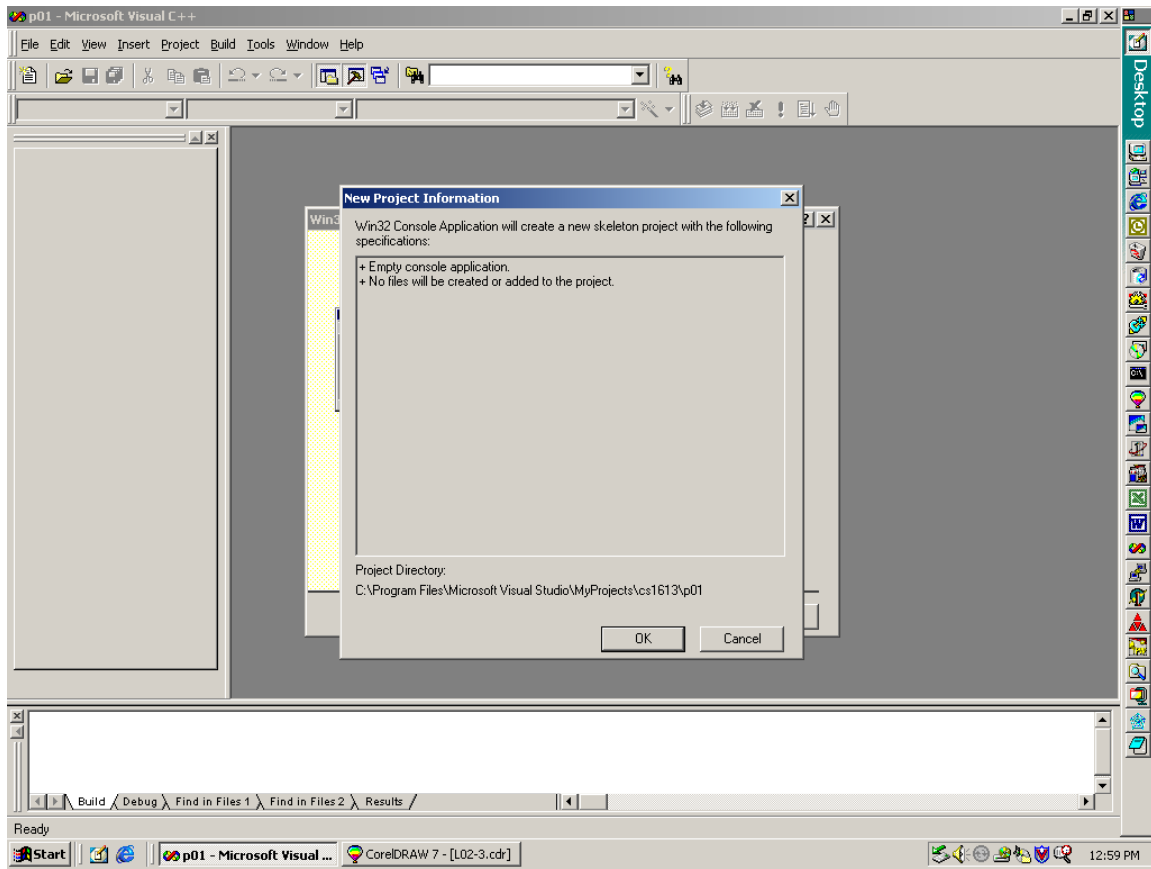 p01 - Microsoft Visual C++
File Edit View Insert Project Build Tools Window Help
Desktop
New Project Information
Win3
Win32 Console Application will create a new skeleton project with the following
specifications:
+ Empty console application.
+ No files will be created or added to the project.
Project Directory:
C:\Program Files\Microsoft Visual Studio\MyProjects\cs1613\p01
OK Cancel
Build Debug Find in Files 1 Find in Files 2 Results
Ready
Start p01 - Microsoft Visual ... CorelDRAW 7 - [L02-3.cdr] 12:59 PM